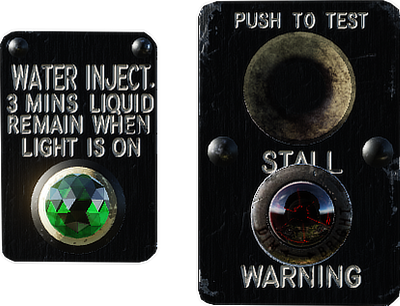 WATER INJECT.
3 MINS LIQUID
REMAIN WHEN
LIGHT IS ON
PUSH TO TEST
STALL
WARNING